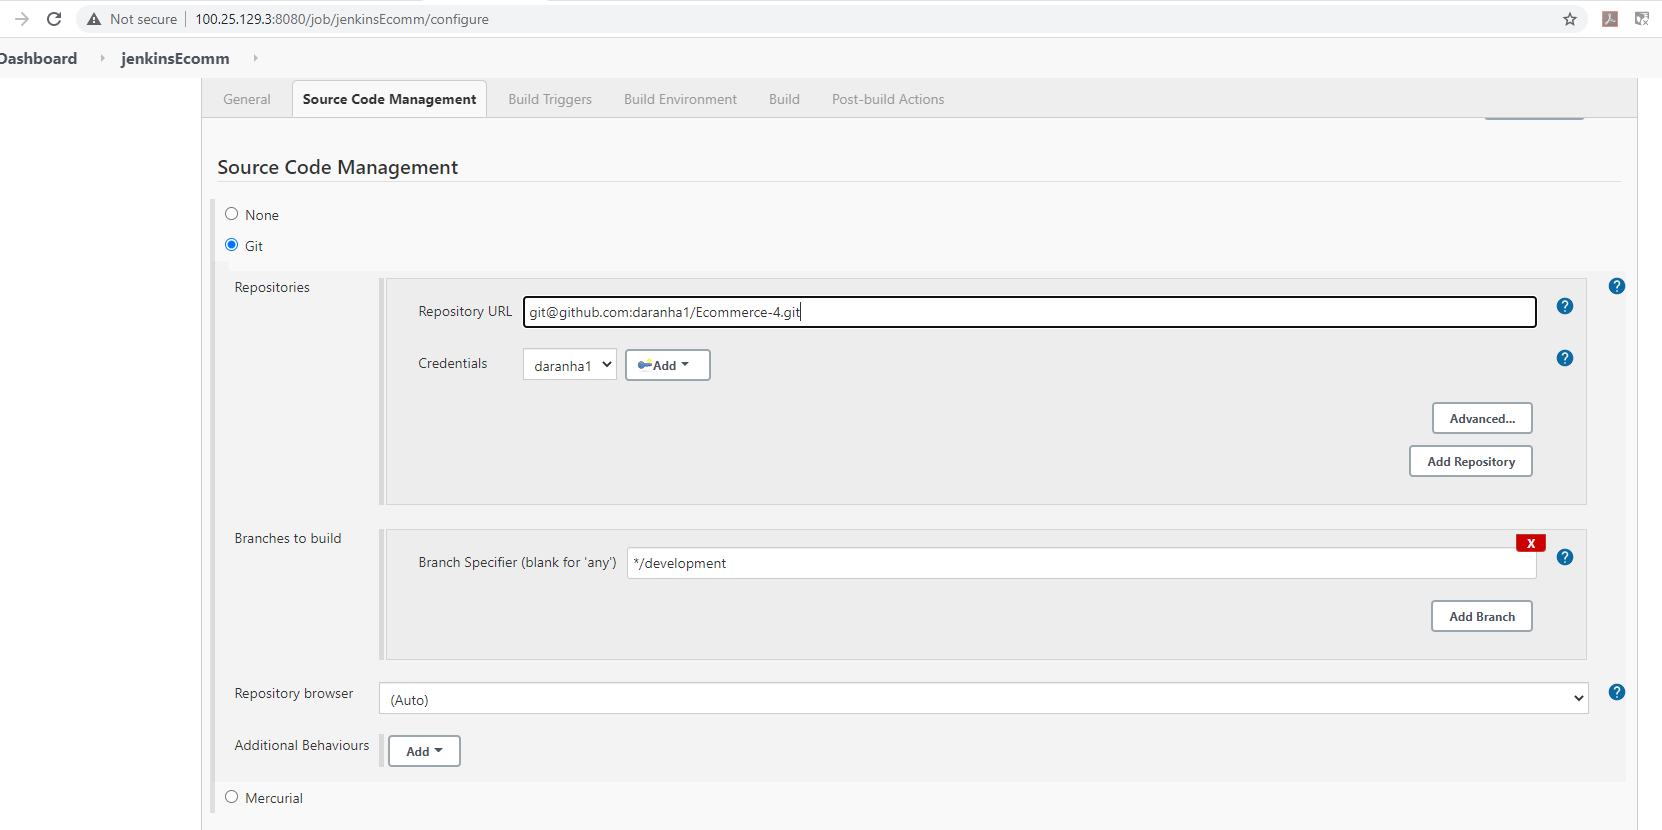 Not secure | 100.25.129.3:8080/job/jenkinsEcomm/configure
Dashboard jenkinsEcomm
General Source Code Management Build Triggers Build Environment Build Post-build Actions
Source Code Management
None
Git
Repositories
Repository URL git@github.com:daranha1/Ecommerce-4.git
Credentials daranha1 Add
Advanced...
Add Repository
Branches to build
X
Branch Specifier (blank for 'any') */development
Add Branch
Repository browser (Auto)
Additional Behaviours Add
Mercurial